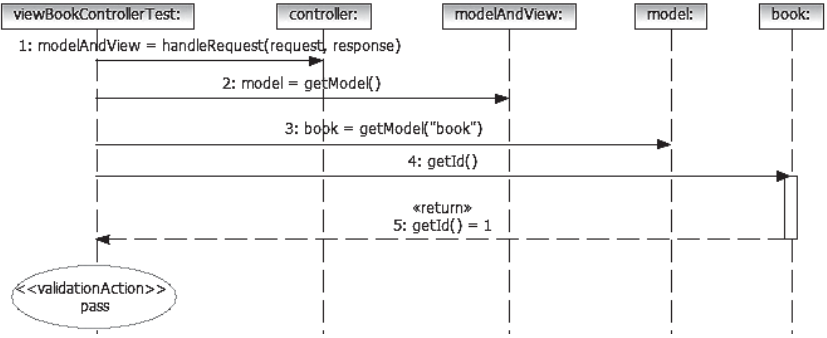 viewBookControllerTest:
controller:
modelAndView:
model:
book:
1: modelAndView = handleRequest(request, response)
2: model = getModel()
3: book = getModel("book")
4: getId()
«return»
5: getId() = 1
<<validationAction>>
pass